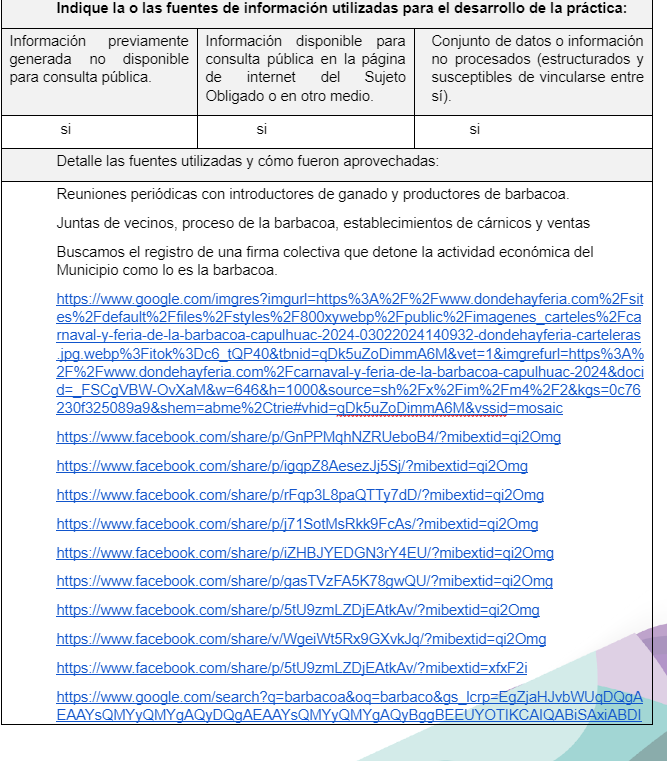 Indique la o las fuentes de información utilizadas para el desarrollo de la práctica:
Información previamente generada no disponible para consulta pública.
Información disponible para consulta pública en la página de internet del Sujeto Obligado o en otro medio.
Conjunto de datos o información no procesados (estructurados y susceptibles de vincularse entre sí).
si
si
si
Detalle las fuentes utilizadas y cómo fueron aprovechadas:
Reuniones periódicas con introductores de ganado y productores de barbacoa.
Juntas de vecinos, proceso de la barbacoa, establecimientos de cárnicos y ventas
Buscamos el registro de una firma colectiva que detone la actividad económica del
Municipio como lo es la barbacoa.
https://www.google.com/imgres?imgurl=https%3A%2F%2Fwww.dondehayferia.com%2Fsit
es%2Fdefault%2Ffiles%2Fstyles%2F800xywebp%2Fpublic%2Fimagenes_carteles%2Fca
rnaval-y-feria-de-la-barbacoa-capulhuac-2024-03022024140932-dondehayferia-carteleras
.jpg.webp%3Fitok%3Dc6_tQP40&tbnid=qDk5uZoDimmA6M&vet=1&imgrefurl=https%3A%
2F%2Fwww.dondehayferia.com%2Fcarnaval-y-feria-de-la-barbacoa-capulhuac-2024&doci
d=_FSCgVBW-OvXaM&w=646&h=1000&source=sh%2Fx%2Fim%2Fm4%2F2&kgs=0c76
230f325089a9&shem=abme%2Ctrie#vhid=qDk5uZoDimmA6M&vssid=mosaic
https://www.facebook.com/share/p/GnPPMqhNZRUeboB4/?mibextid=qi2Omg
https://www.facebook.com/share/p/igqpZ8AesezJj5Sj/?mibextid=qi2Omg
https://www.facebook.com/share/p/rFqp3L8paQTTy7dD/?mibextid=qi2Omg
https://www.facebook.com/share/p/j71SotMsRkk9FcAs/?mibextid=qi2Omg
https://www.facebook.com/share/p/iZHBJYEDGN3rY4EU/?mibextid=qi2Omg
https://www.facebook.com/share/p/qasTVzFA5K78gwQU/?mibextid=qi2Omg
https://www.facebook.com/share/p/5tU9zmLZDjEAtkAv/?mibextid=qi2Omg
https://www.facebook.com/share/v/WgeiWt5Rx9GXvkJq/?mibextid=qi2Omg
https://www.facebook.com/share/p/5tU9zmLZDjEAtkAv/?mibextid=xfxF2i
https://www.google.com/search?q=barbacoa&oq=barbaco&gs_lcrp=EgZjaHJvbWUqDQgA
EAAYsQMYyQMYgAQyDQgAEAAYsQMYyQMYgAQyBggBEEUYOTIKCAIQABiSAxiABDI